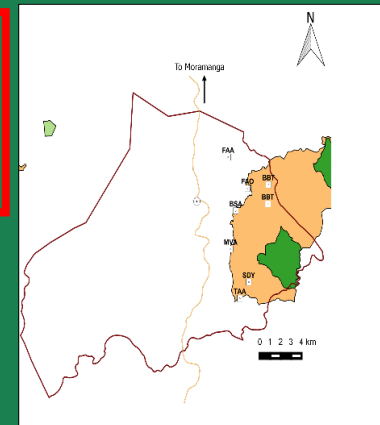 N
To Moramanga
FAA
FAO
BBT
BBT
BSA
MVA
SDY
TAA
0 1 2 3 4 km